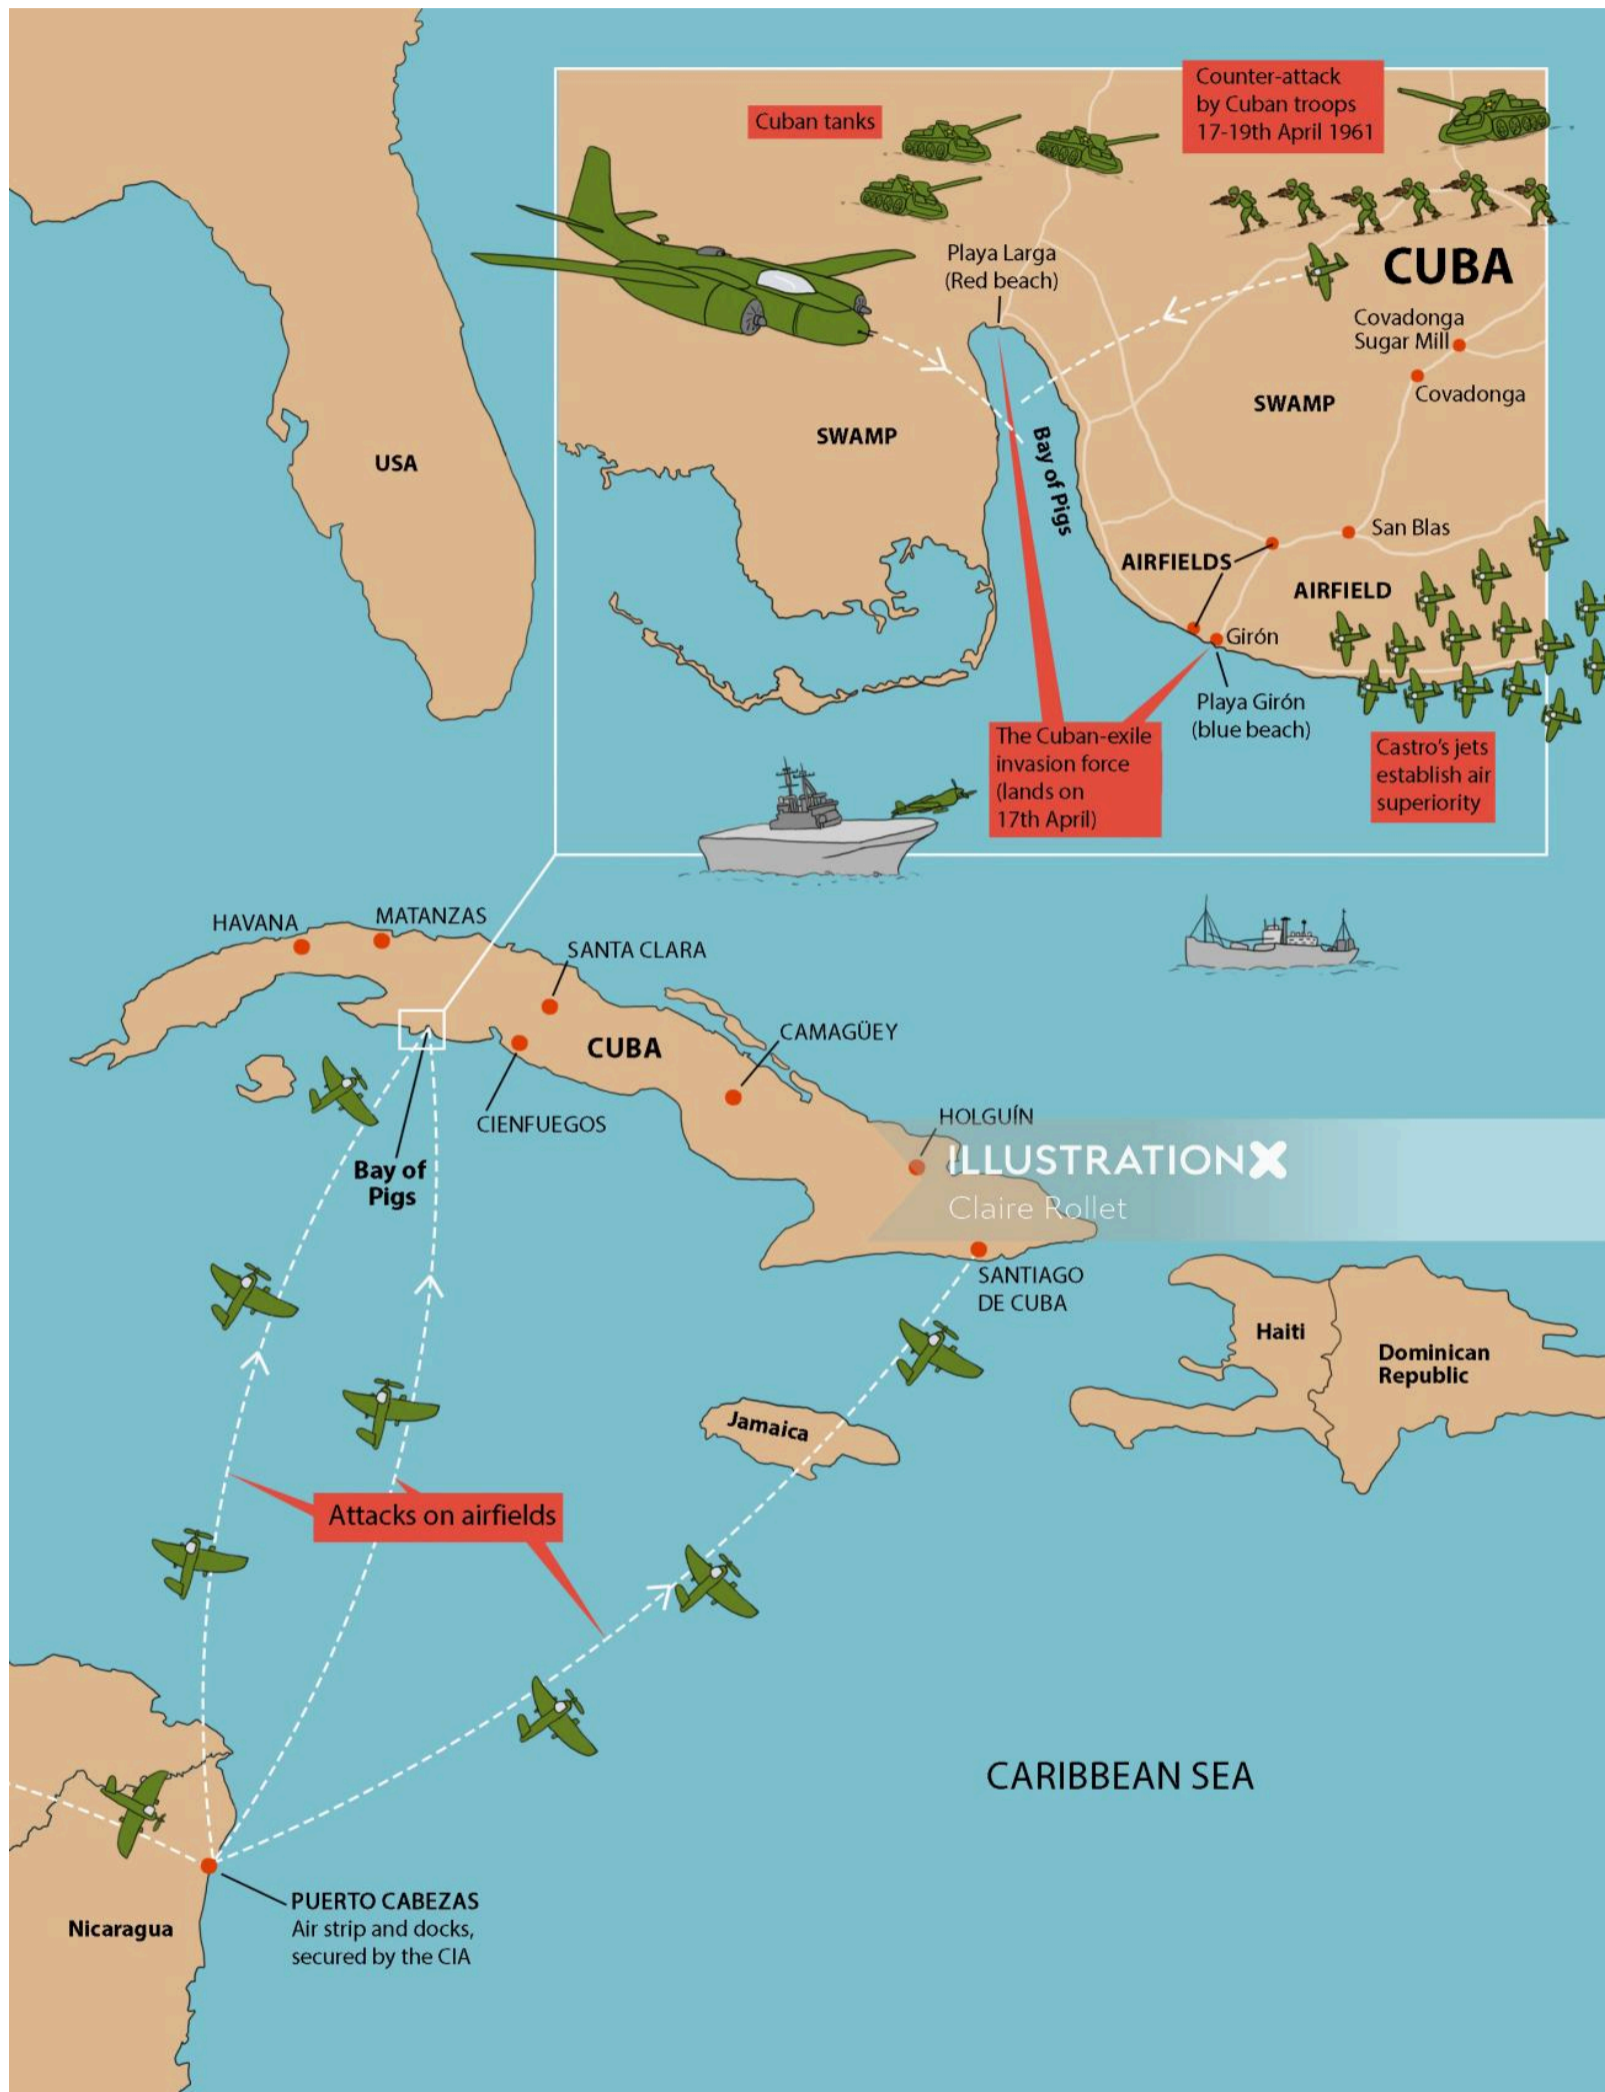 Cuban tanks
Counter-attack
by Cuban troops
17-19th April 1961
Playa Larga
(Red beach)
CUBA
Covadonga
Sugar Mill
Covadonga
SWAMP
SWAMP
USA
Bay of Pigs
San Blas
AIRFIELDS
AIRFIELD
Girón
Playa Girón
(blue beach)
The Cuban-exile
invasion force
(lands on
17th April)
Castro's jets
establish air
superiority
HAVANA
MATANZAS
SANTA CLARA
CAMAGÜEY
CUBA
CIENFUEGOS
HOLGUÍN
Bay of
Pigs
ILLUSTRATIONX
Claire Rollet
SANTIAGO
DE CUBA
Haiti
Dominican
Republic
Jamaica
Attacks on airfields
CARIBBEAN SEA
PUERTO CABEZAS
Air strip and docks,
secured by the CIA
Nicaragua